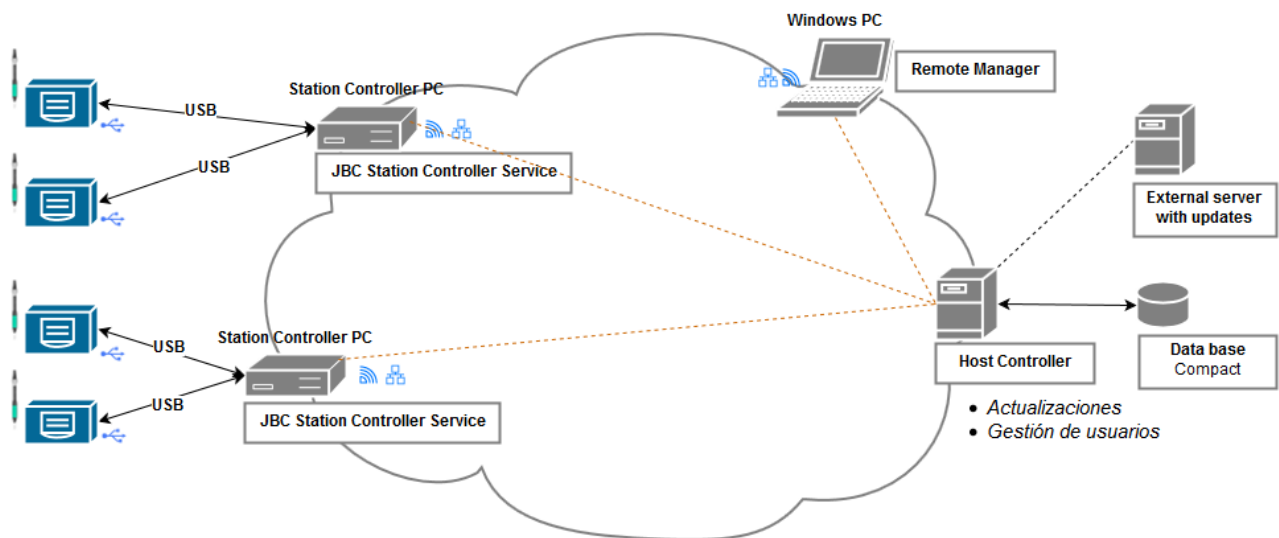 Windows PC
Remote Manager
Station Controller PC
USB
USB
JBC Station Controller Service
External server
with updates
Station Controller PC
USB
USB
JBC Station Controller Service
Host Controller
Data base
Compact
• Actualizaciones
• Gestión de usuarios